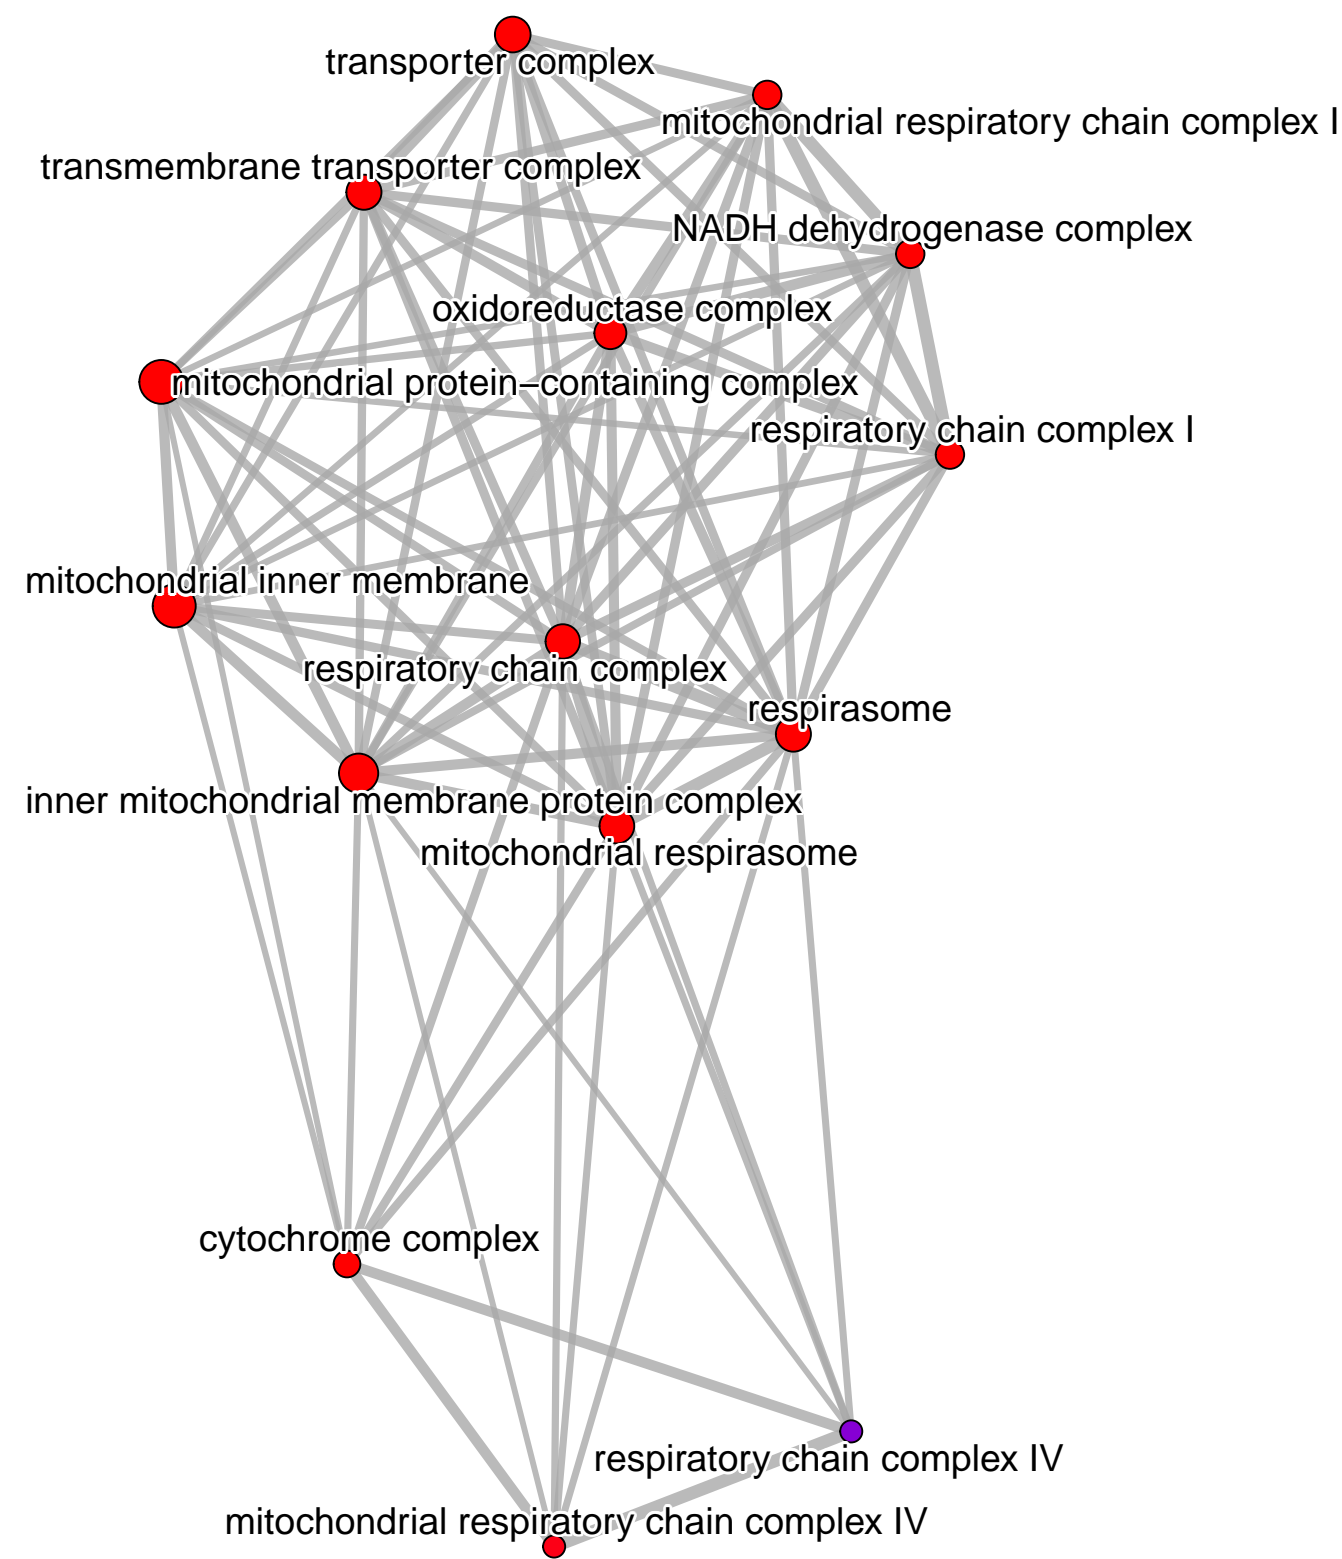 transporter complex
mitochondrial respiratory chain complex I
transmembrane transporter complex
NADH dehydrogenase complex
oxidoreductase complex
mitochondrial protein−containing complex
respiratory chain complex I
mitochondrial inner membrane
respiratory chain complex
respirasome
inner mitochondrial membrane protein complex
mitochondrial respirasome
cytochrome complex
respiratory chain complex IV
mitochondrial respiratory chain complex IV